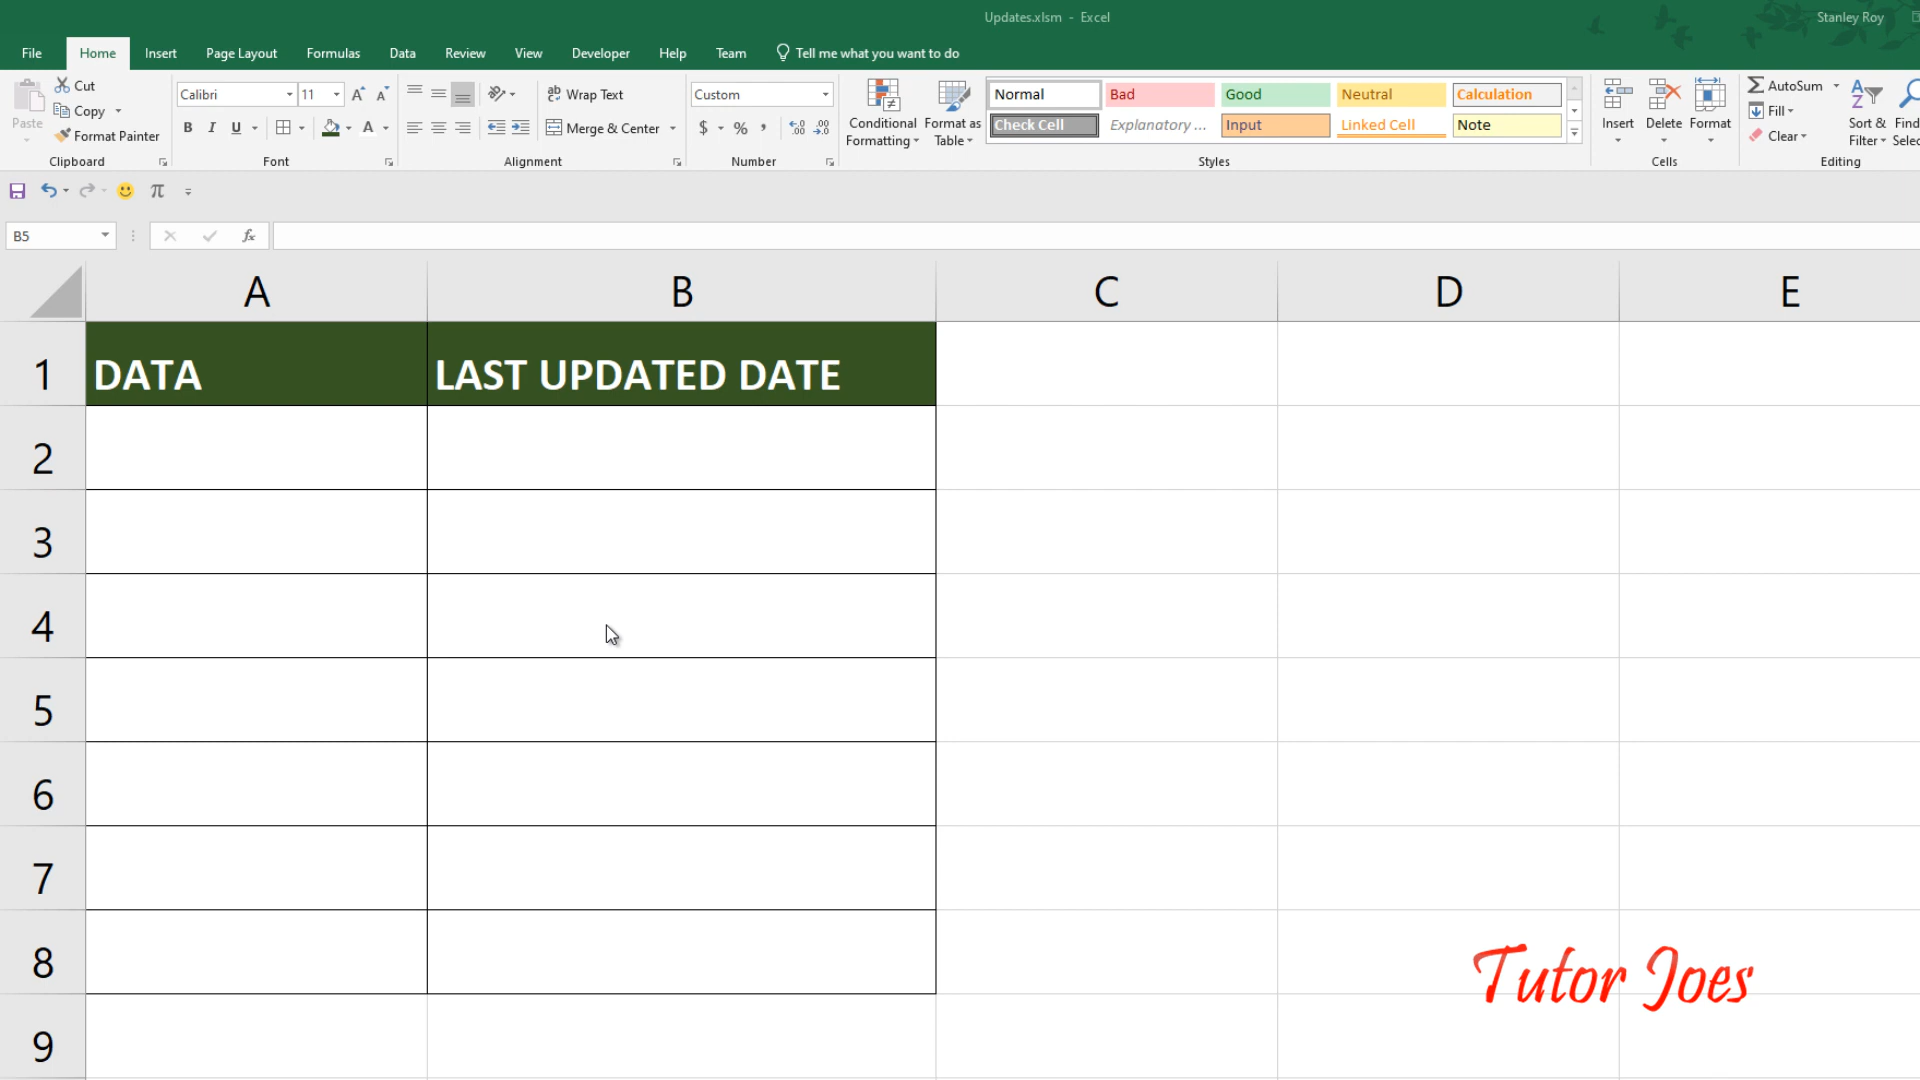 Updates.xlsm - Excel
Stanley Roy
File Home Insert Page Layout Formulas Data Review View Developer Help Team Tell me what you want to do
Paste
Cut
Copy
Format Painter
Clipboard
Calibri 11
B I U
Font
Wrap Text
Merge & Center
Alignment
Custom
$ % ,
Number
Conditional Formatting
Format as Table
Normal Bad Good Neutral Calculation
Check Cell Explanatory ... Input Linked Cell Note
Styles
Insert Delete Format
Cells
AutoSum
Fill
Clear
Sort & Filter
Find
Selec
Editing
B5
fx
A B C D E
1 DATA LAST UPDATED DATE
2
3
4
5
6
7
8
9
Tutor Joes